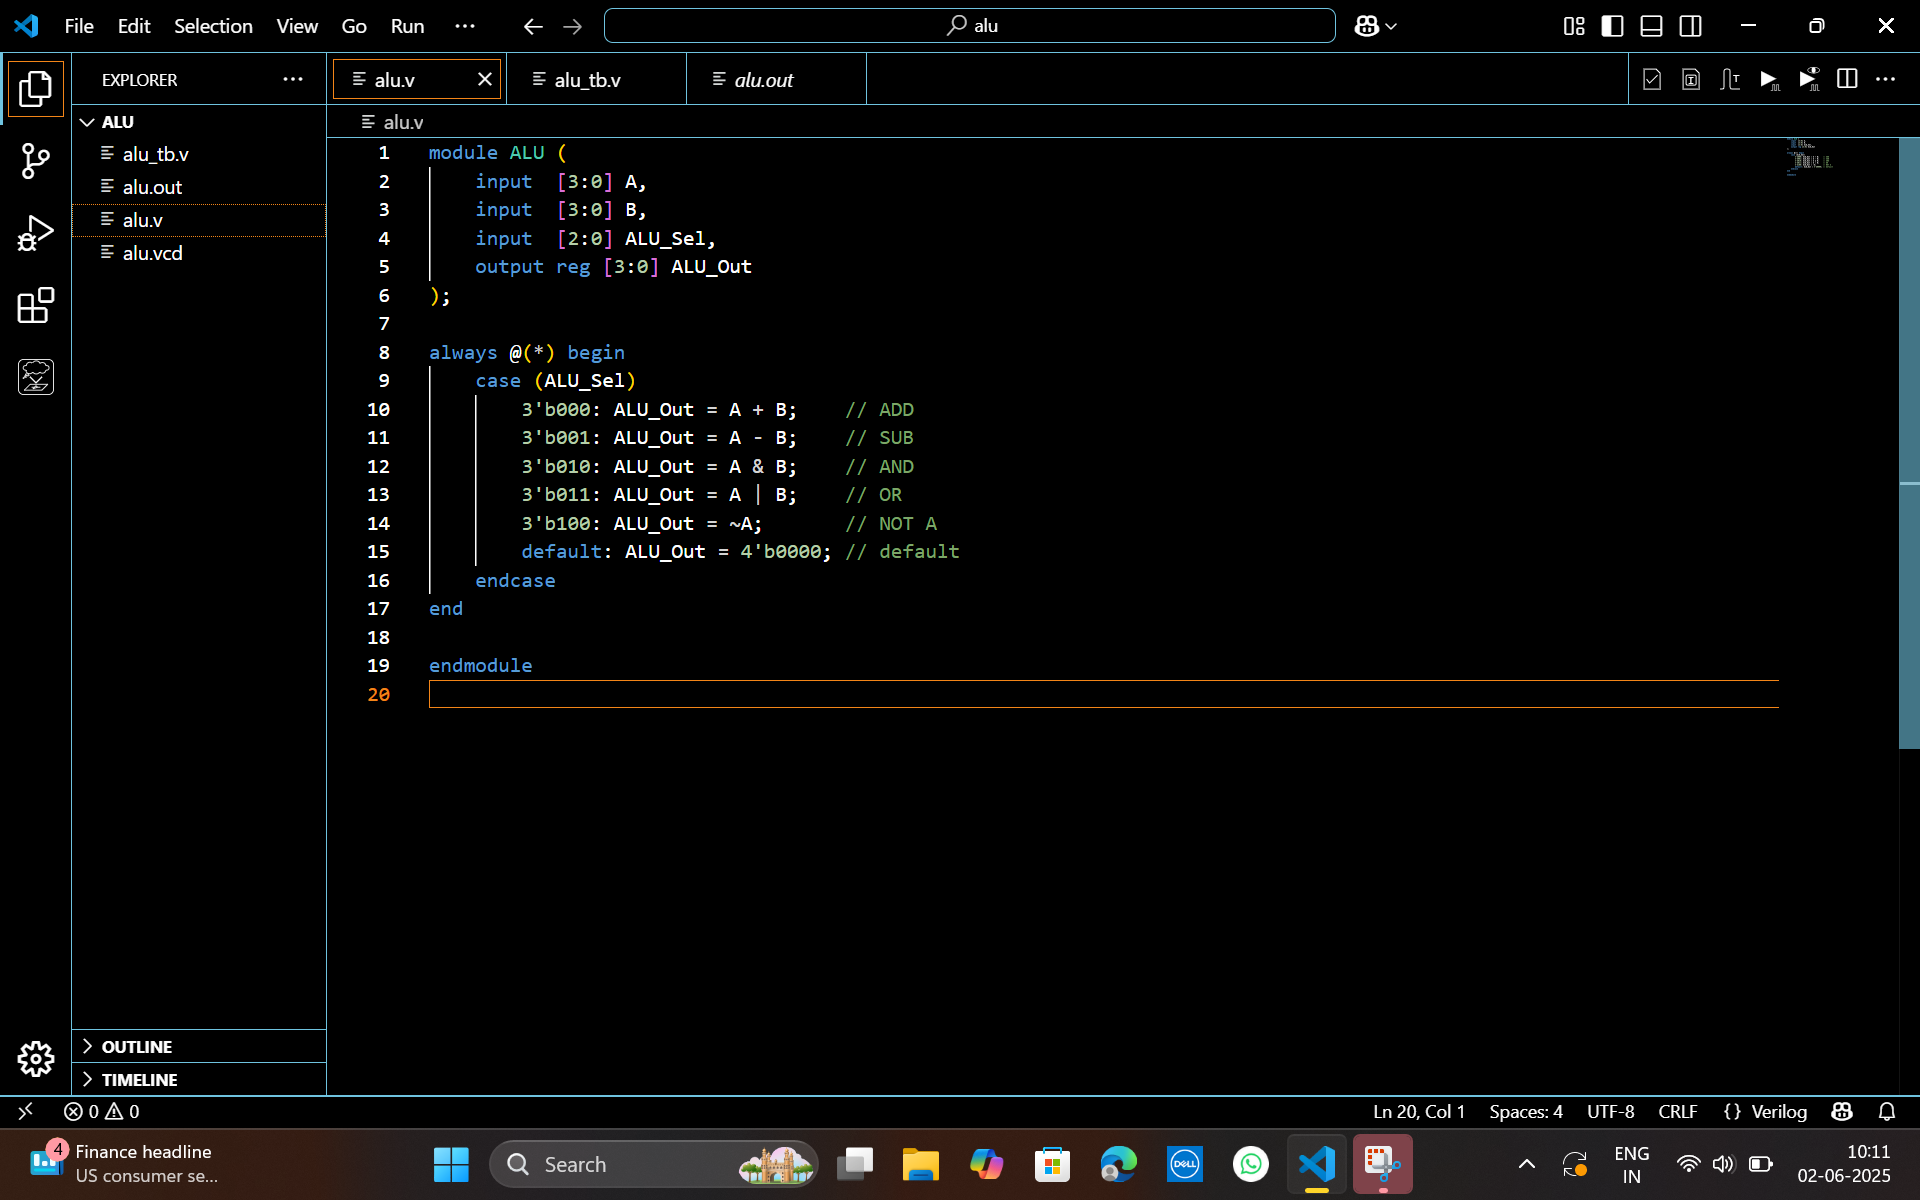 File Edit Selection View Go Run ··· alu
EXPLORER ···
alu.v alu_tb.v alu.out
ALU
alu_tb.v
alu.out
alu.v
alu.vcd
alu.v
1 module ALU (
2     input  [3:0] A,
3     input  [3:0] B,
4     input  [2:0] ALU_Sel,
5     output reg [3:0] ALU_Out
6 );
7
8 always @(*) begin
9     case (ALU_Sel)
10         3'b000: ALU_Out = A + B;    // ADD
11         3'b001: ALU_Out = A - B;    // SUB
12         3'b010: ALU_Out = A & B;    // AND
13         3'b011: ALU_Out = A | B;    // OR
14         3'b100: ALU_Out = ~A;       // NOT A
15         default: ALU_Out = 4'b0000; // default
16     endcase
17 end
18
19 endmodule
20
OUTLINE
TIMELINE
0 0 Ln 20, Col 1 Spaces: 4 UTF-8 CRLF {} Verilog
4
Finance headline
US consumer se...
Search
DELL
ENG
IN
10:11
02-06-2025